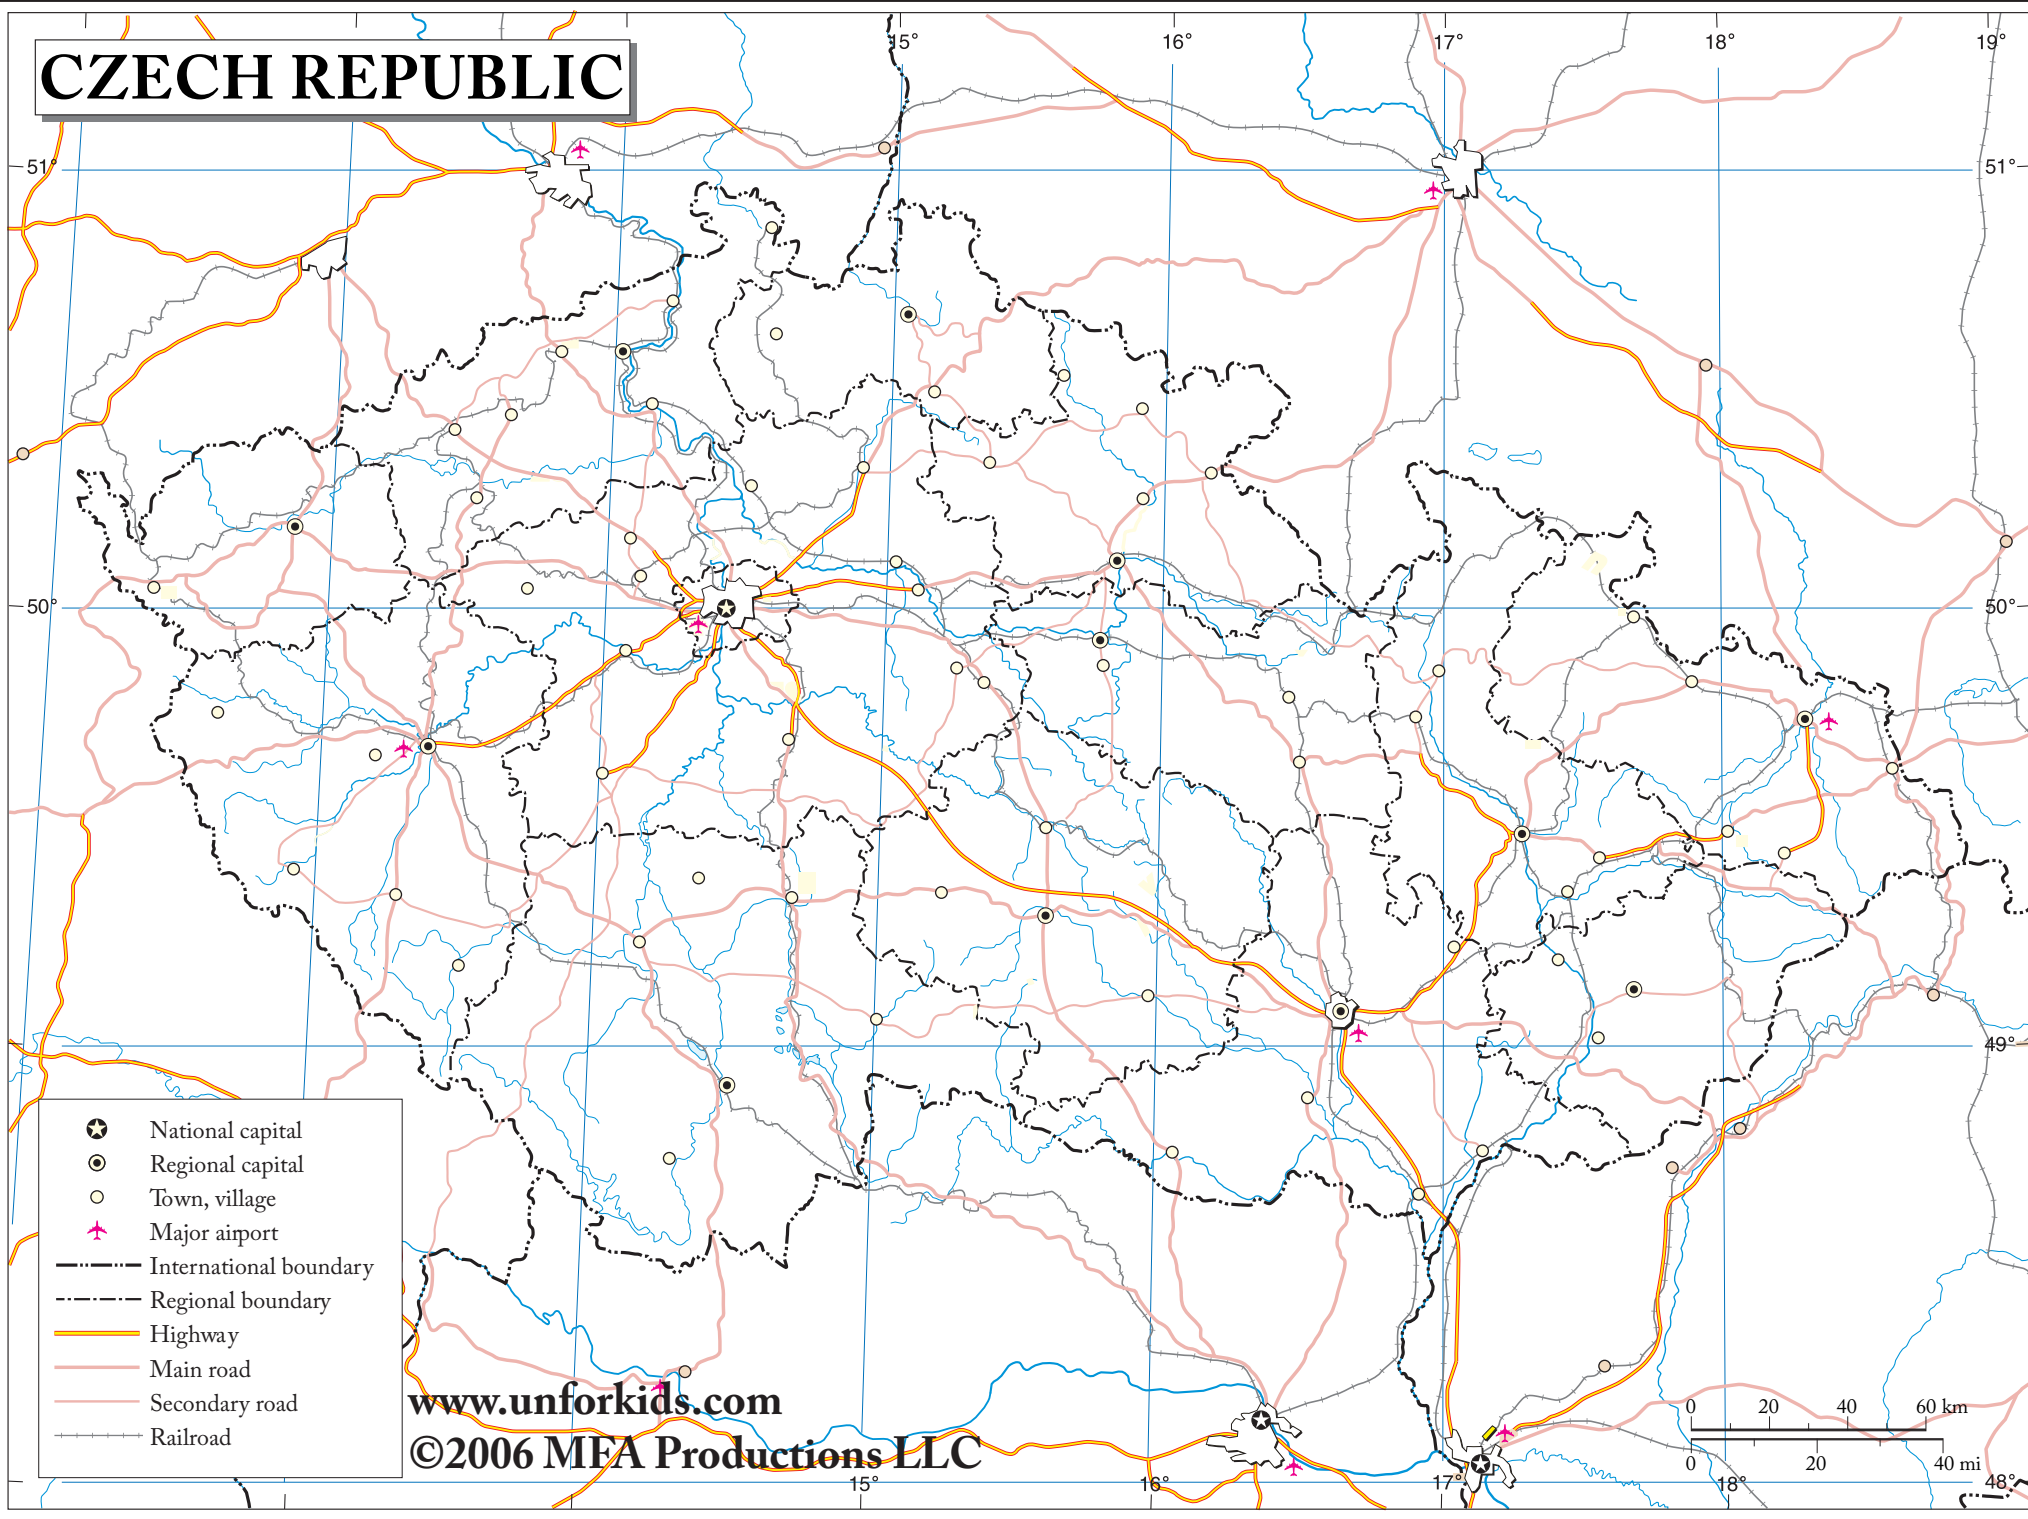 15°
16°
17°
18°
19°
CZECH REPUBLIC
51°
51°
50°
50°
49°
National capital
Regional capital
Town, village
Major airport
International boundary
Regional boundary
Highway
Main road
Secondary road
Railroad
www.unforkids.com
©2006 MFA Productions LLC
0 20 40 60 km
0 20 40 mi
15°
16°
17°
18°
48°